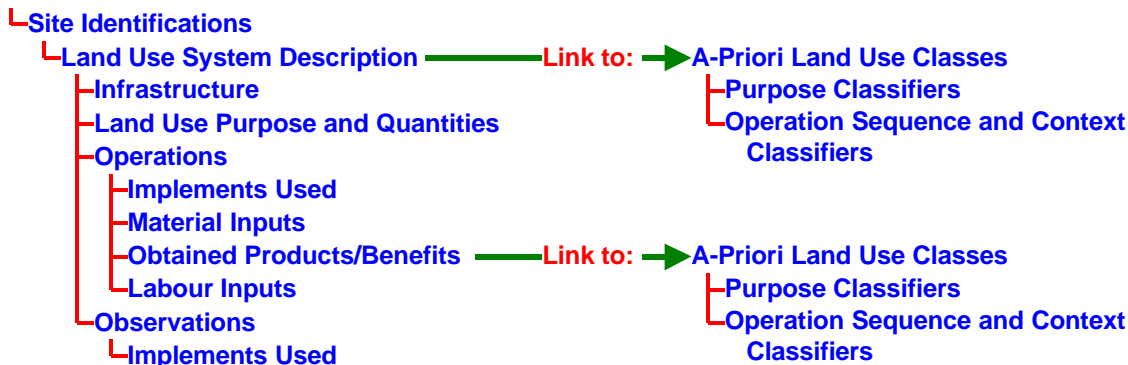 Site Identifications
Land Use System Description Link to: A-Priori Land Use Classes
Infrastructure Purpose Classifiers
Land Use Purpose and Quantities Operation Sequence and Context
Operations Classifiers
Implements Used
Material Inputs
Obtained Products/Benefits Link to: A-Priori Land Use Classes
Labour Inputs Purpose Classifiers
Observations Operation Sequence and Context
Implements Used Classifiers